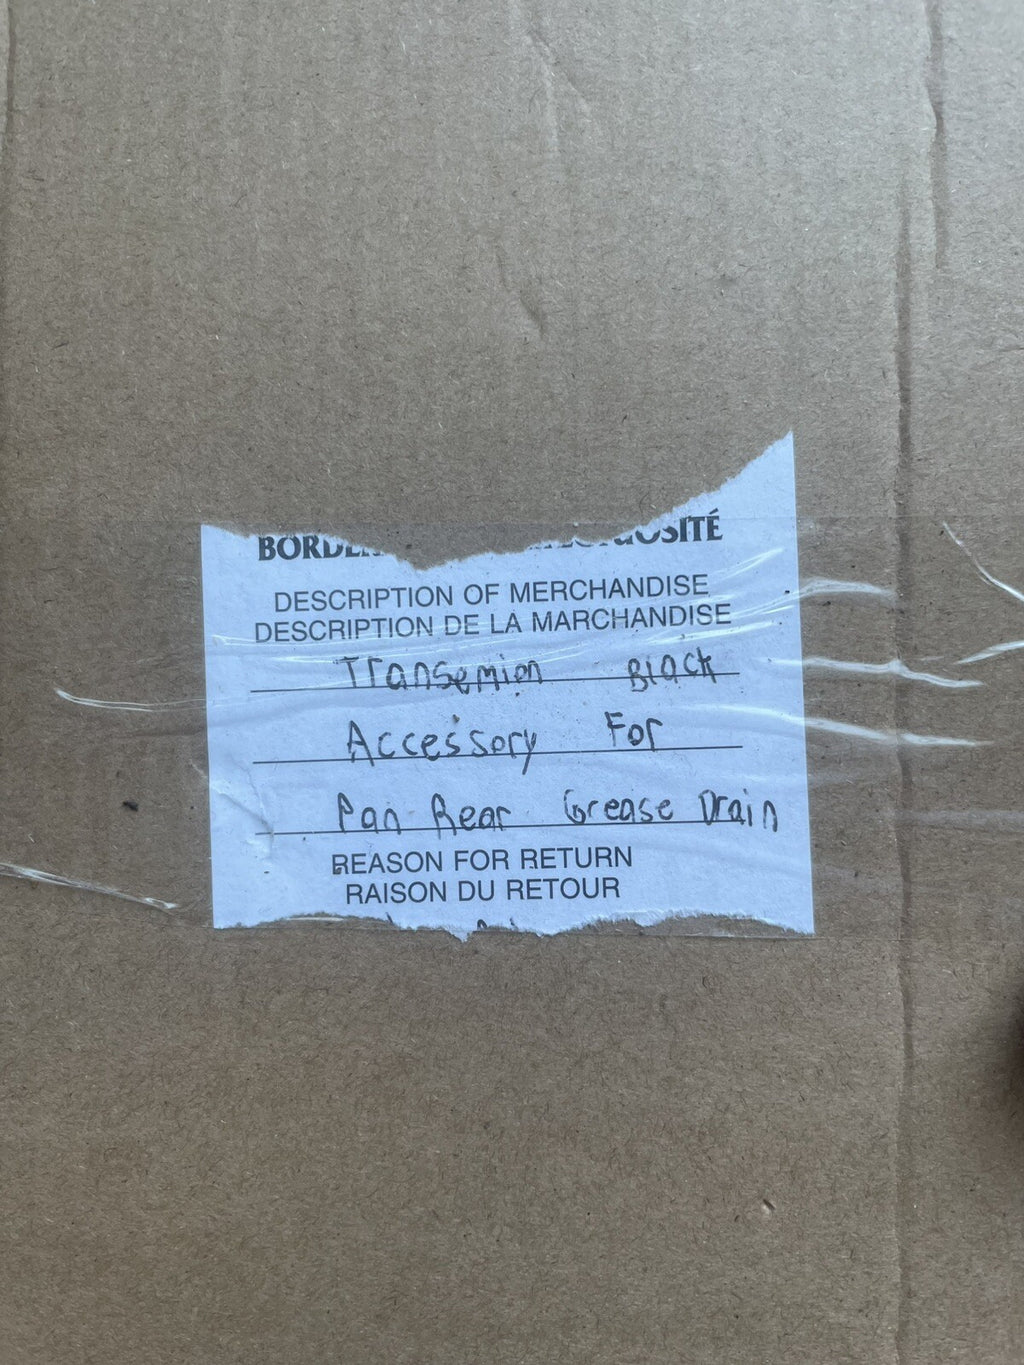 DESCRIPTION OF MERCHANDISE
DESCRIPTION DE LA MARCHANDISE
Transemion Black
Accessory For
Pan Rear Grease Drain
REASON FOR RETURN
RAISON DU RETOUR